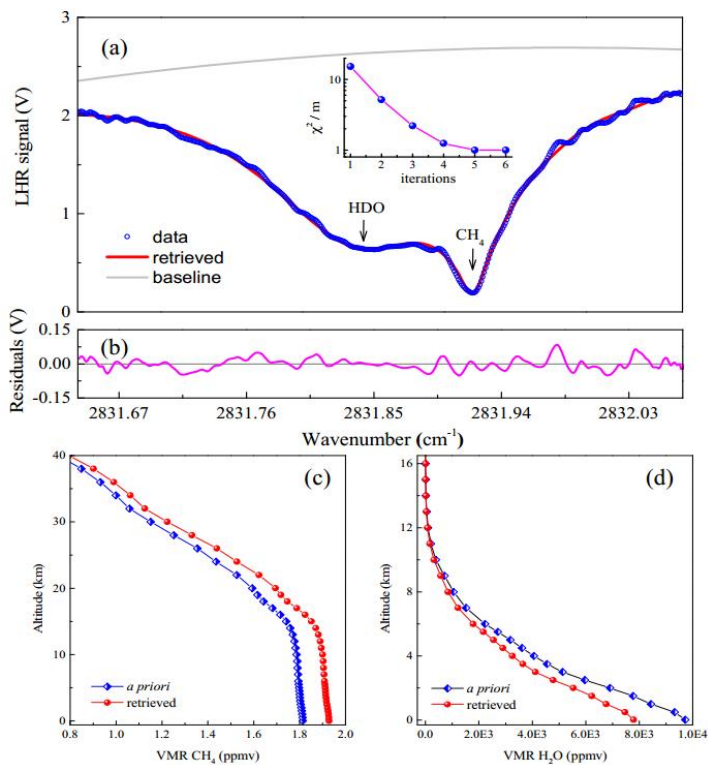 (a)
LHR signal (V)
3
2
1
0
χ² / m
10
1
1 2 3 4 5 6
iterations
HDO
CH₄
data
retrieved
baseline
(b)
Residuals (V)
0.15
0.00
-0.15
2831.67 2831.76 2831.85 2831.94 2832.03
Wavenumber (cm⁻¹)
(c)
Altitude (km)
40
30
20
10
0
a priori
retrieved
0.8 1.0 1.2 1.4 1.6 1.8 2.0
VMR CH₄ (ppmv)
(d)
Altitude (km)
16
12
8
4
0
a priori
retrieved
0.0 2.0E3 4.0E3 6.0E3 8.0E3 1.0E4
VMR H₂O (ppmv)